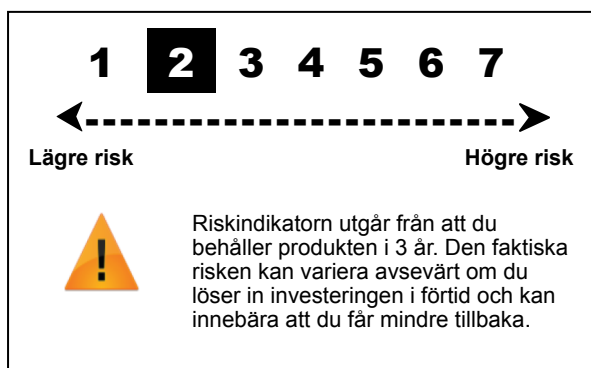 1 2 3 4 5 6 7
Lägre risk Högre risk
Riskindikatorn utgår från att du
behåller produkten i 3 år. Den faktiska
risken kan variera avsevärt om du
löser in investeringen i förtid och kan
innebära att du får mindre tillbaka.